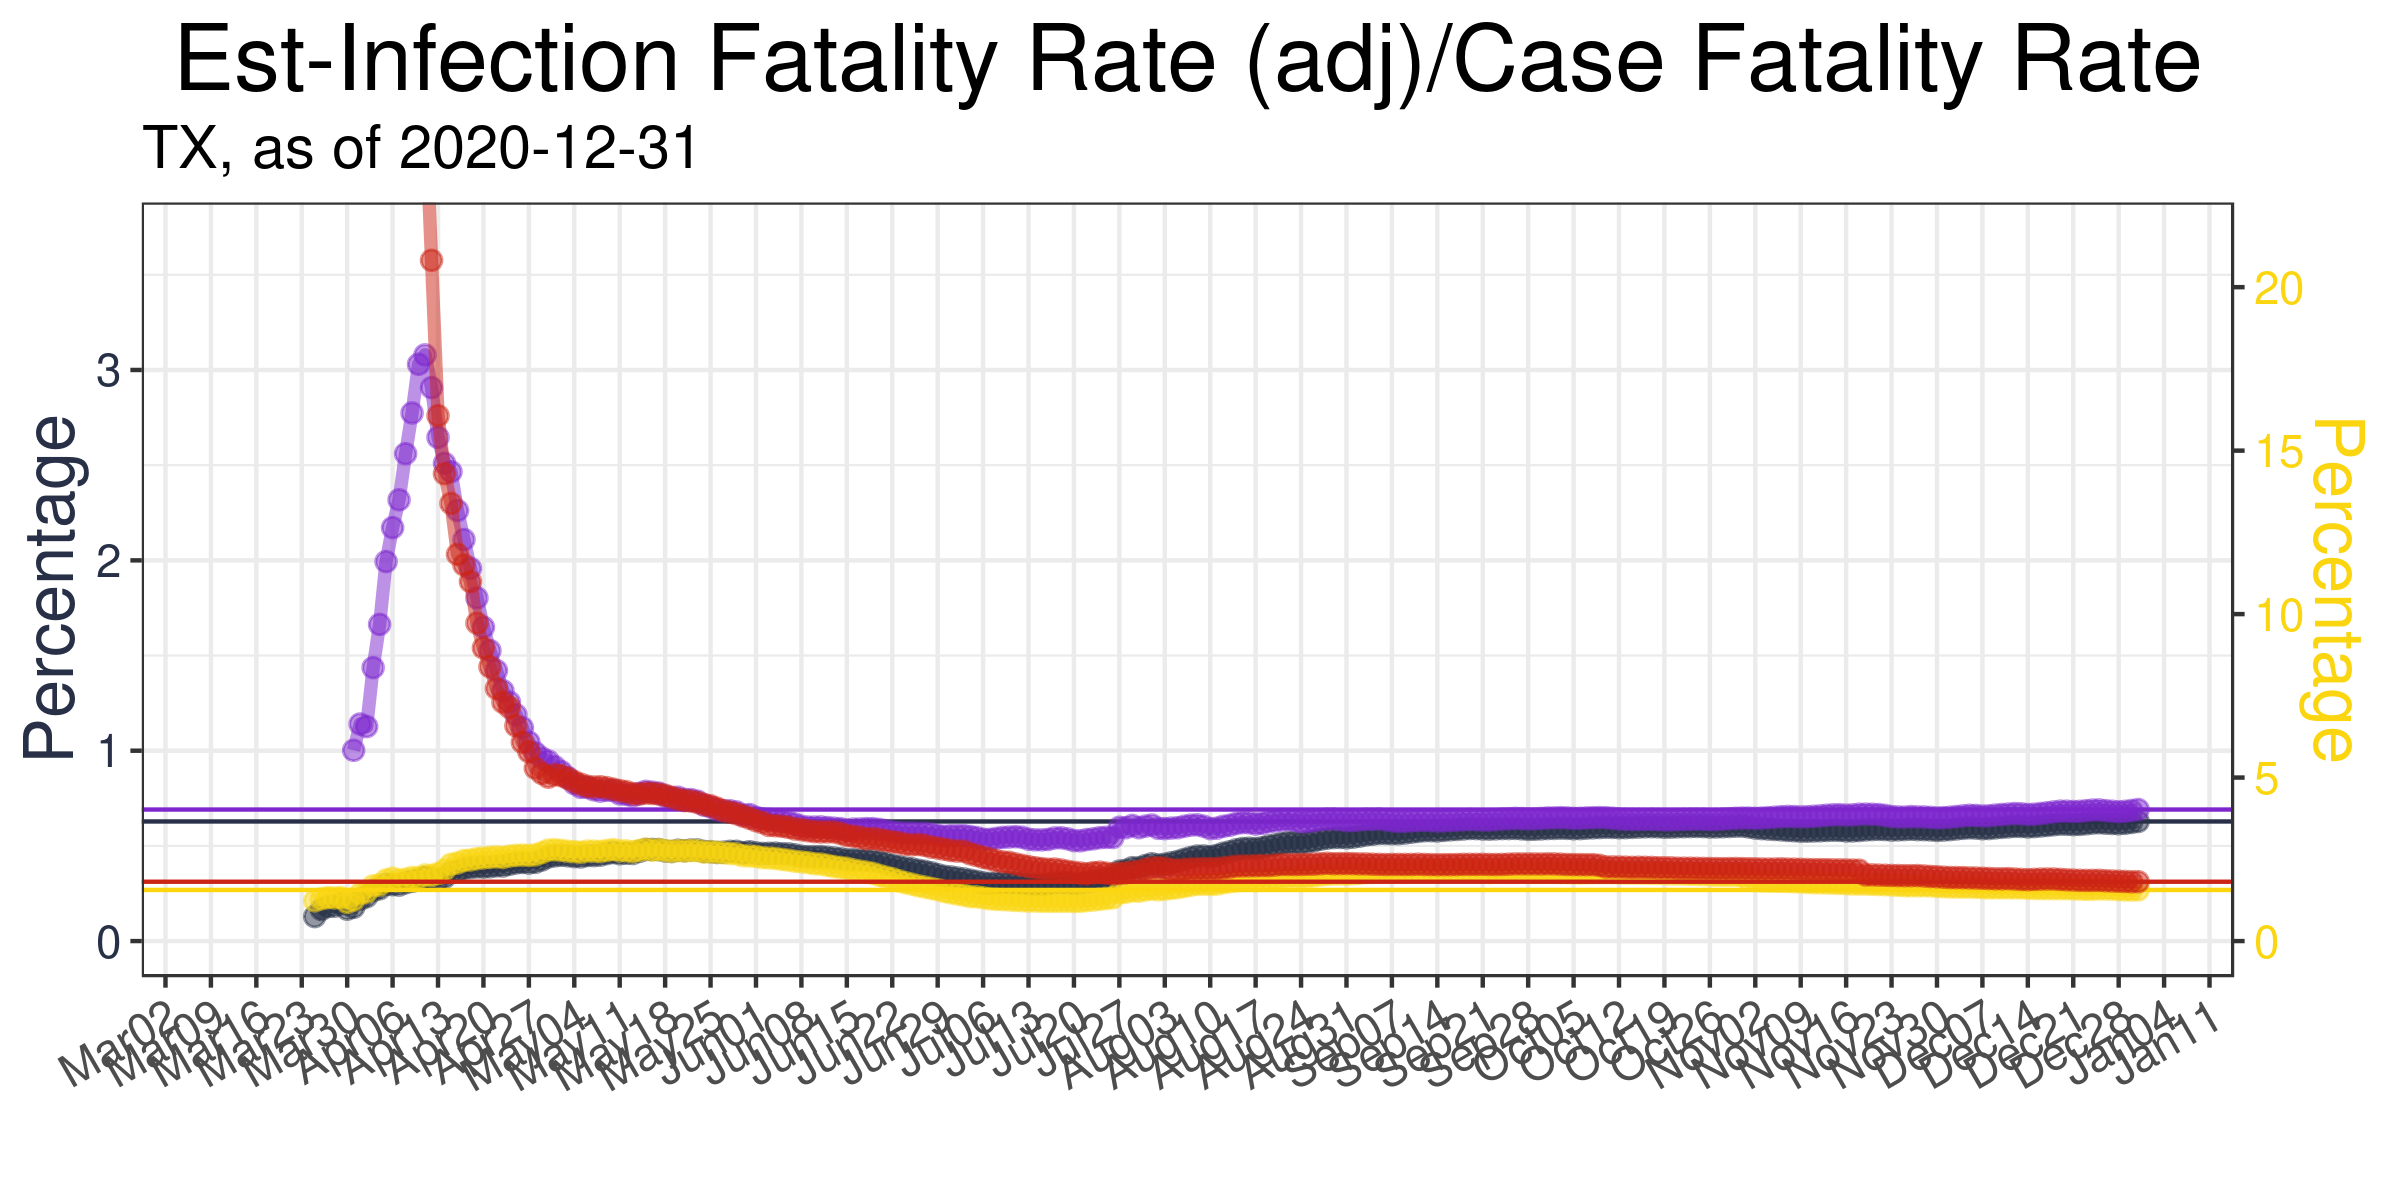 Est-Infection Fatality Rate (adj)/Case Fatality Rate
TX, as of 2020-12-31
Percentage
3
2
1
0
20
15
10
5
0
Percentage
Mar02
Mar09
Mar16
Mar23
Mar30
Apr06
Apr13
Apr20
Apr27
May04
May11
May18
May25
Jun01
Jun08
Jun15
Jun22
Jun29
Jul06
Jul13
Jul20
Jul27
Aug03
Aug10
Aug17
Aug24
Aug31
Sep07
Sep14
Sep21
Sep28
Oct05
Oct12
Oct19
Oct26
Nov02
Nov09
Nov16
Nov23
Nov30
Dec07
Dec14
Dec21
Dec28
Jan04
Jan11